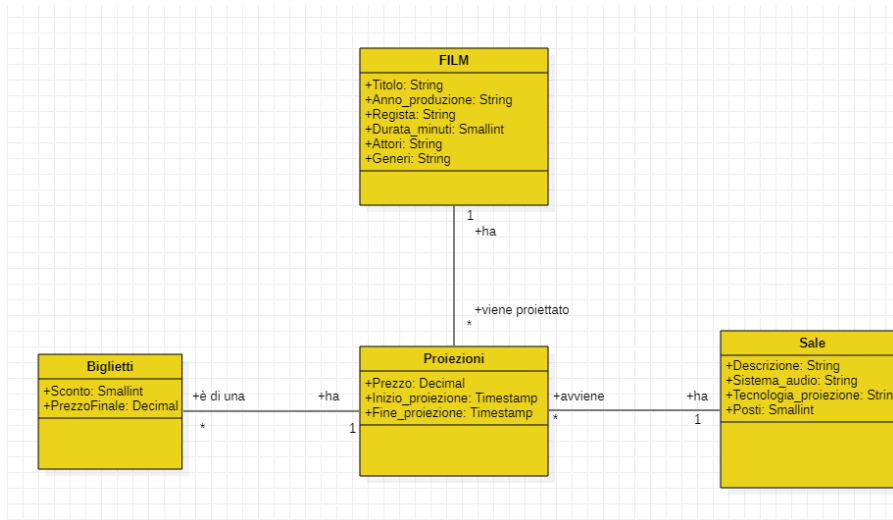 FILM
+Titolo: String
+Anno_produzione: String
+Regista: String
+Durata_minuti: Smallint
+Attori: String
+Generi: String
1
+ha
+viene proiettato
*
Biglietti
+Sconto: Smallint
+PrezzoFinale: Decimal
+è di una
*
+ha
1
Proiezioni
+Prezzo: Decimal
+Inizio_proiezione: Timestamp
+Fine_proiezione: Timestamp
+avviene
*
+ha
1
Sale
+Descrizione: String
+Sistema_audio: String
+Tecnologia_proiezione: Strin
+Posti: Smallint